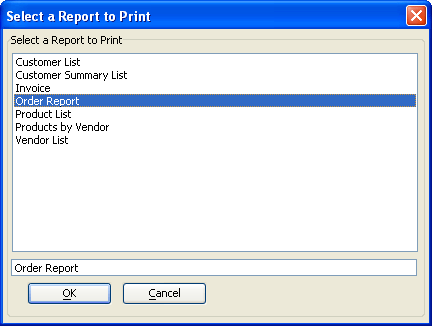 Select a Report to Print
Select a Report to Print
Customer List
Customer Summary List
Invoice
Order Report
Product List
Products by Vendor
Vendor List
Order Report
OK
Cancel